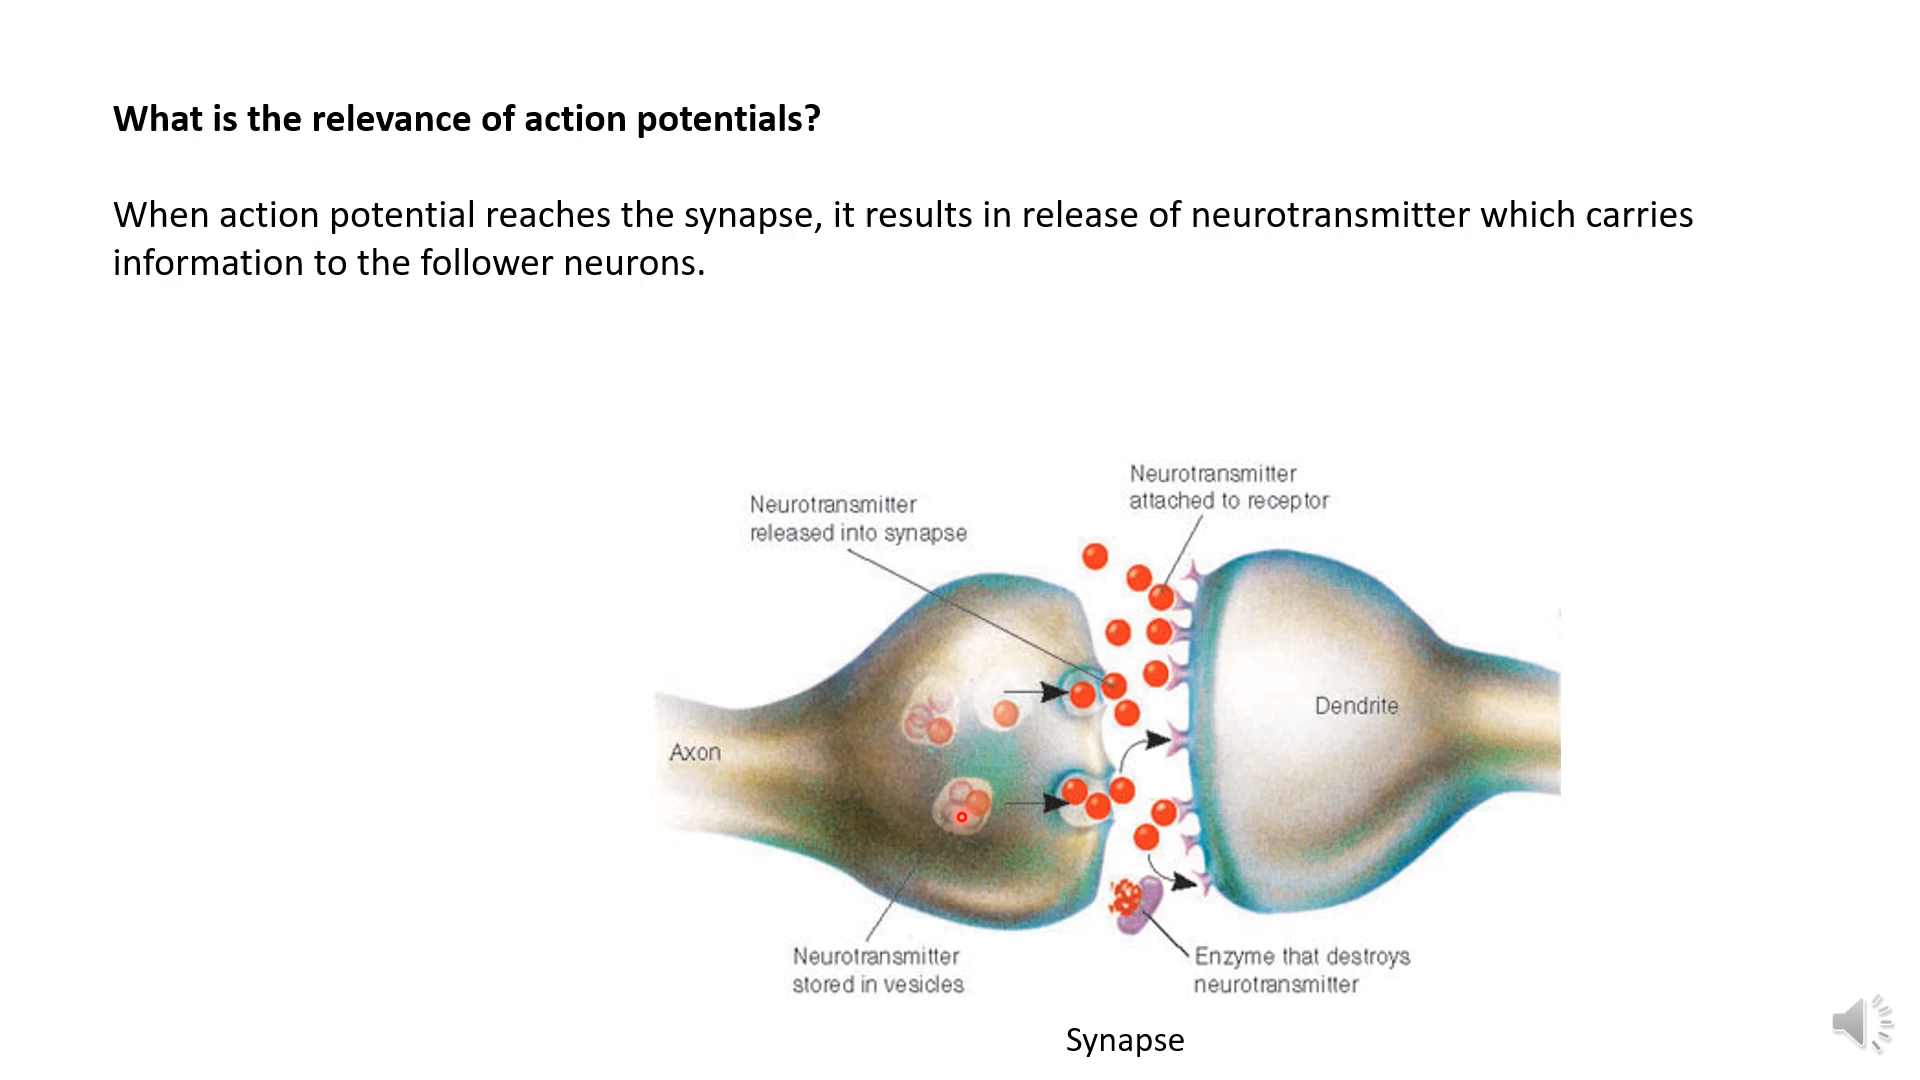 What is the relevance of action potentials?
When action potential reaches the synapse, it results in release of neurotransmitter which carries
information to the follower neurons.
Neurotransmitter
attached to receptor
Neurotransmitter
released into synapse
Dendrite
Axon
Neurotransmitter
stored in vesicles
Enzyme that destroys
neurotransmitter
Synapse